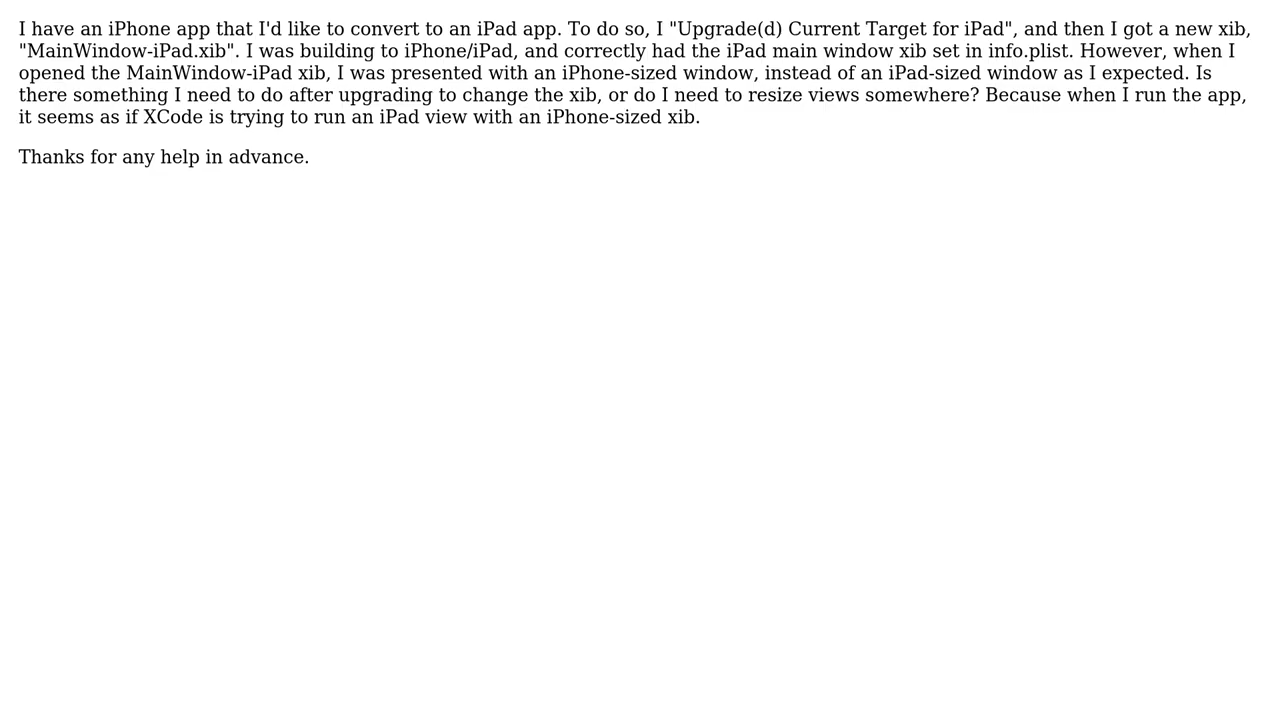 I have an iPhone app that I'd like to convert to an iPad app. To do so, I "Upgrade(d) Current Target for iPad", and then I got a new xib,
"MainWindow-iPad.xib". I was building to iPhone/iPad, and correctly had the iPad main window xib set in info.plist. However, when I
opened the MainWindow-iPad xib, I was presented with an iPhone-sized window, instead of an iPad-sized window as I expected. Is
there something I need to do after upgrading to change the xib, or do I need to resize views somewhere? Because when I run the app,
it seems as if XCode is trying to run an iPad view with an iPhone-sized xib.
Thanks for any help in advance.